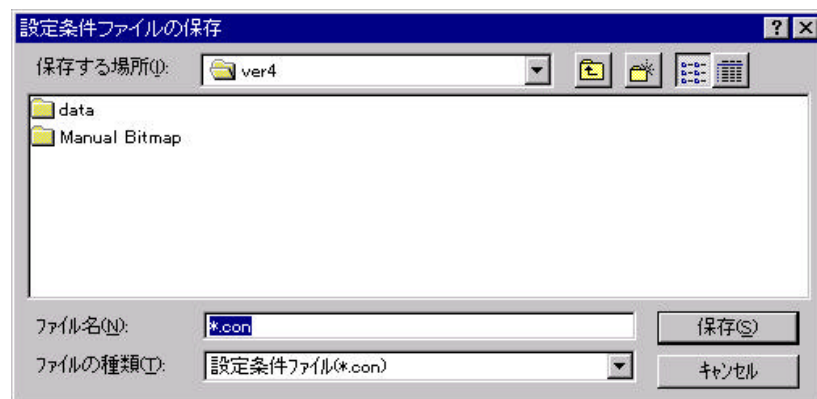 設定条件ファイルの保存
保存する場所(I): ver4
data
Manual Bitmap
ファイル名(N): *.con 保存(S)
ファイルの種類(T): 設定条件ファイル(*.con) キャンセル